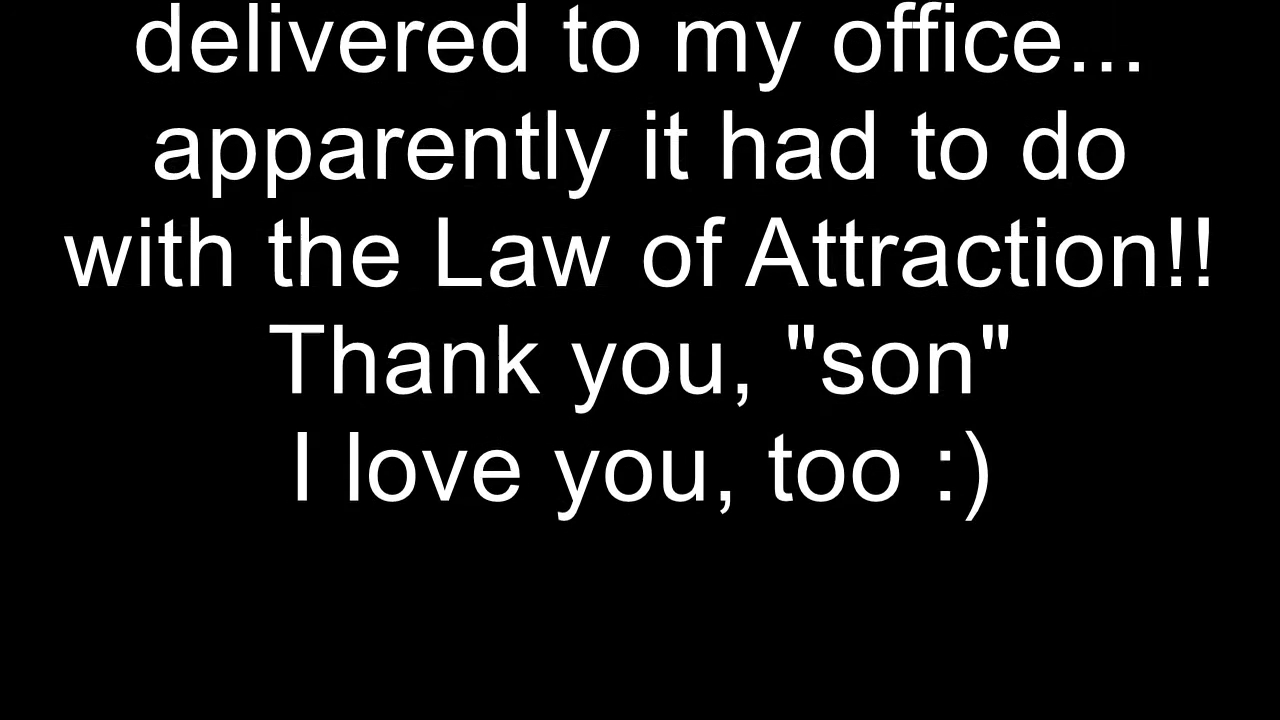 delivered to my office...
apparently it had to do
with the Law of Attraction!!
Thank you, "son"
I love you, too :)